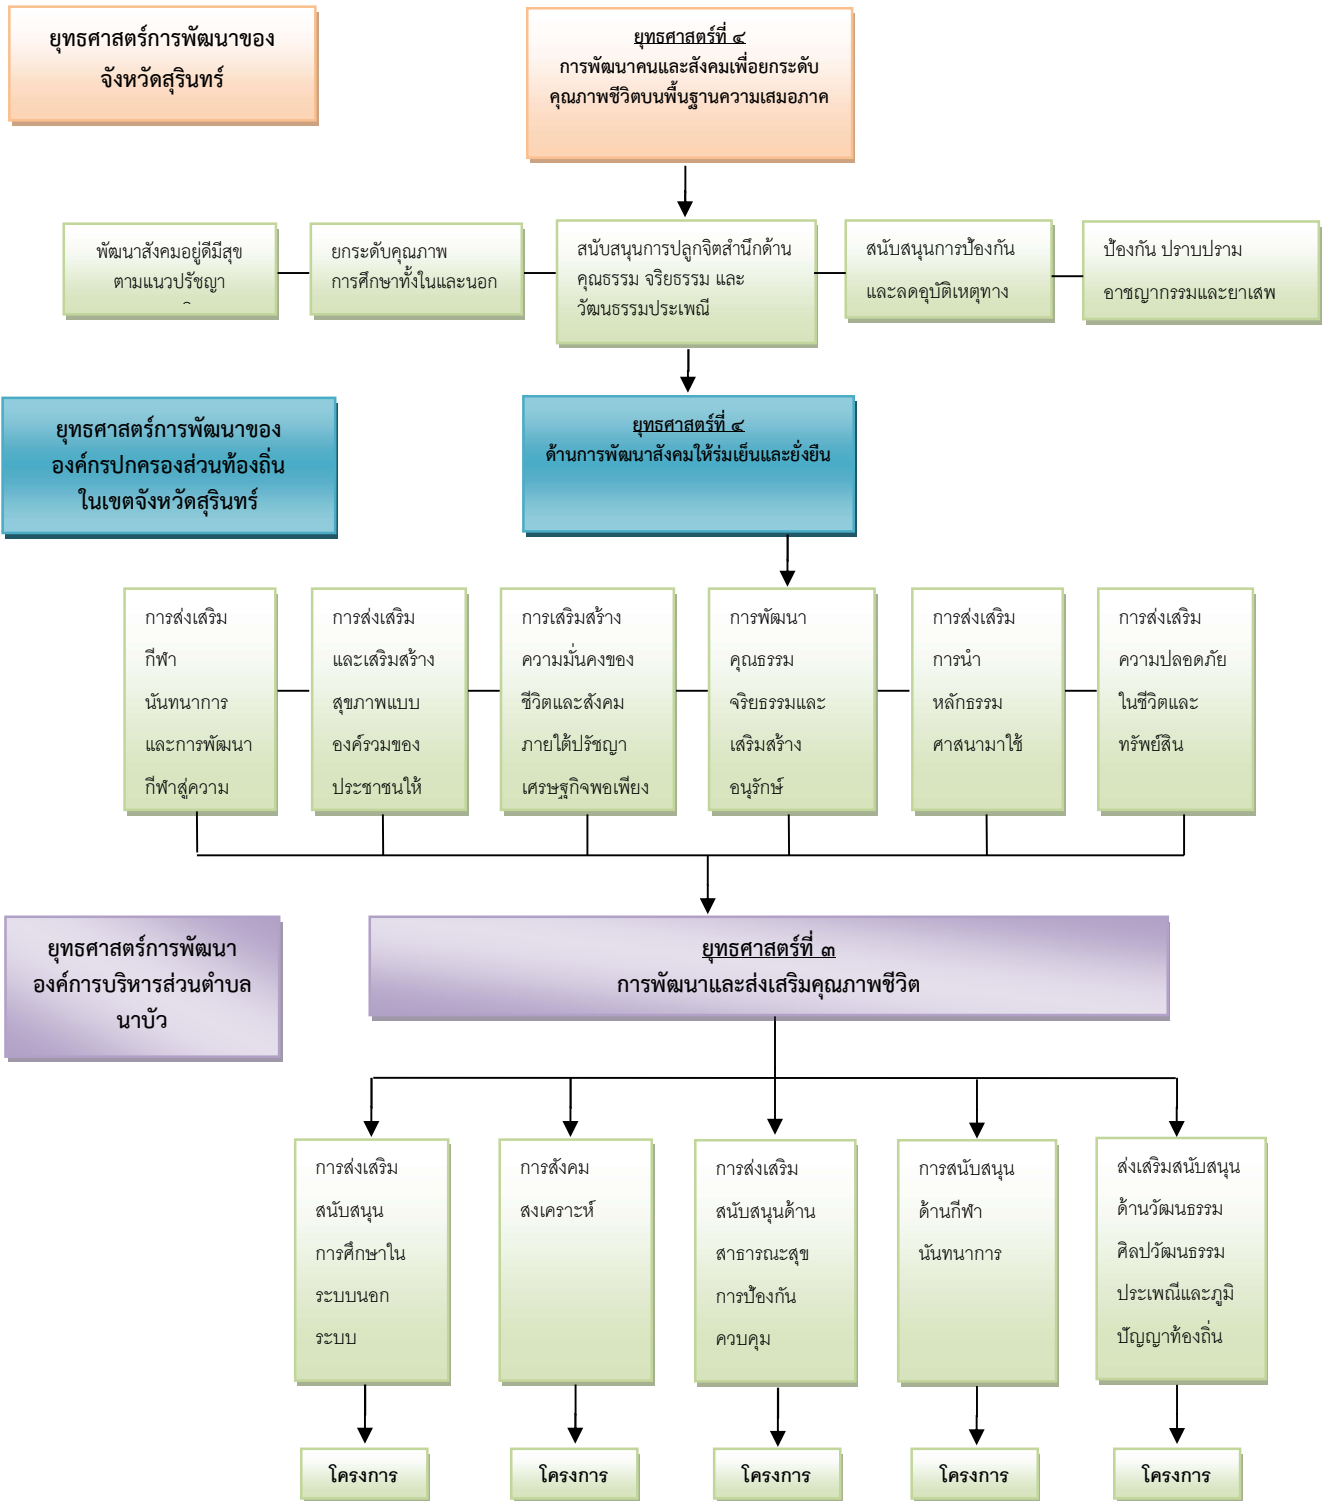 ยุทธศาสตร์การพัฒนาของ
จังหวัดสุรินทร์
ยุทธศาสตร์ที่ ๔
การพัฒนาคนและสังคมเพื่อยกระดับ
คุณภาพชีวิตบนพื้นฐานความเสมอภาค
พัฒนาสังคมอยู่ดีมีสุข
ตามแนวปรัชญา
ยกระดับคุณภาพ
การศึกษาทั้งในและนอก
สนับสนุนการปลูกจิตสำนึกด้าน
คุณธรรม จริยธรรม และ
วัฒนธรรมประเพณี
สนับสนุนการป้องกัน
และลดอุบัติเหตุทาง
ป้องกัน ปราบปราม
อาชญากรรมและยาเสพ
ยุทธศาสตร์การพัฒนาของ
องค์กรปกครองส่วนท้องถิ่น
ในเขตจังหวัดสุรินทร์
ยุทธศาสตร์ที่ ๔
ด้านการพัฒนาสังคมให้ร่มเย็นและยั่งยืน
การส่งเสริม
กีฬา
นันทนาการ
และการพัฒนา
กีฬาสู่ความ
การส่งเสริม
และเสริมสร้าง
สุขภาพแบบ
องค์รวมของ
ประชาชนให้
การเสริมสร้าง
ความมั่นคงของ
ชีวิตและสังคม
ภายใต้ปรัชญา
เศรษฐกิจพอเพียง
การพัฒนา
คุณธรรม
จริยธรรมและ
เสริมสร้าง
อนุรักษ์
การส่งเสริม
การนำ
หลักธรรม
ศาสนามาใช้
การส่งเสริม
ความปลอดภัย
ในชีวิตและ
ทรัพย์สิน
ยุทธศาสตร์การพัฒนา
องค์การบริหารส่วนตำบล
นาบัว
ยุทธศาสตร์ที่ ๓
การพัฒนาและส่งเสริมคุณภาพชีวิต
การส่งเสริม
สนับสนุน
การศึกษาใน
ระบบนอก
ระบบ
การสังคม
สงเคราะห์
การส่งเสริม
สนับสนุนด้าน
สาธารณะสุข
การป้องกัน
ควบคุม
การสนับสนุน
ด้านกีฬา
นันทนาการ
ส่งเสริมสนับสนุน
ด้านวัฒนธรรม
ศิลปวัฒนธรรม
ประเพณีและภูมิ
ปัญญาท้องถิ่น
โครงการ
โครงการ
โครงการ
โครงการ
โครงการ